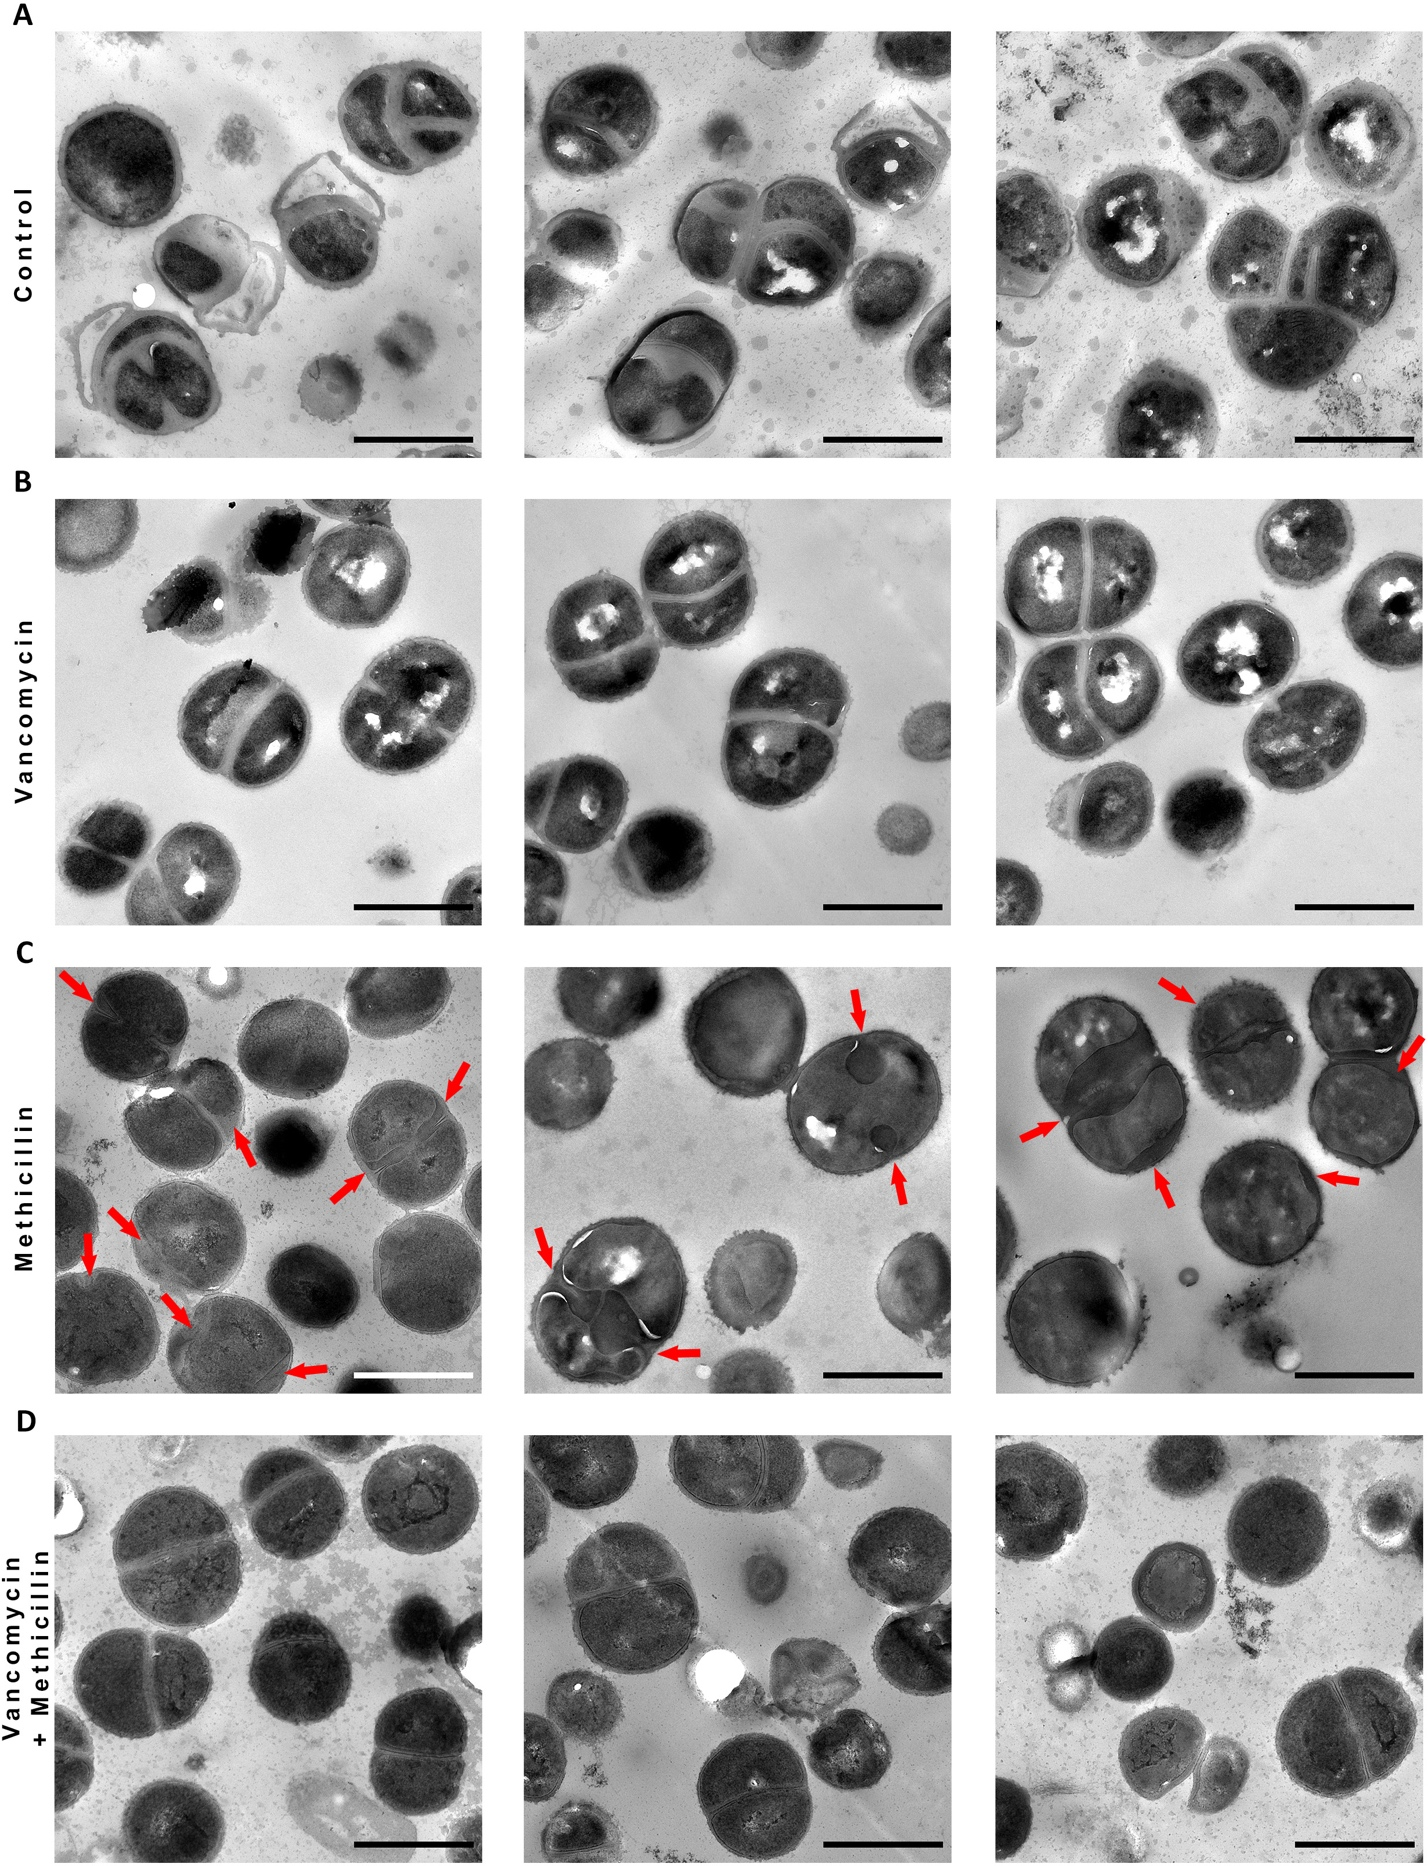 A
Control
B
Vancomycin
C
Methicillin
D
Vancomycin
+ Methicillin